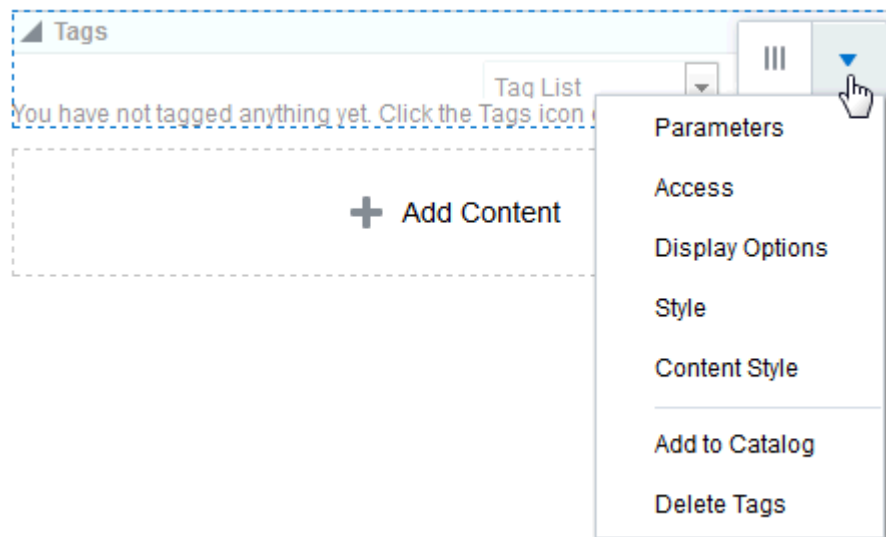 Tags
Tag List
You have not tagged anything yet. Click the Tags icon
Add Content
Parameters
Access
Display Options
Style
Content Style
Add to Catalog
Delete Tags